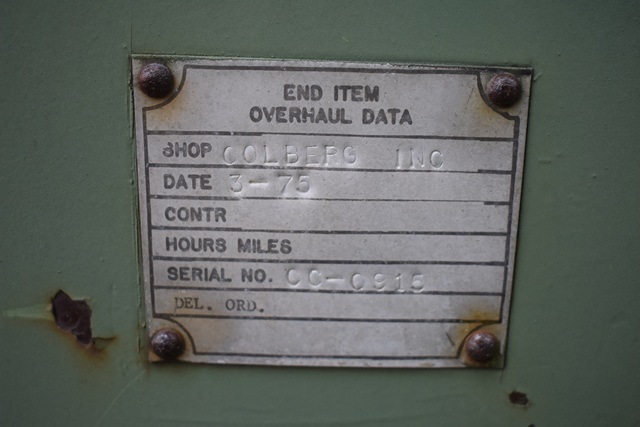 END ITEM
OVERHAUL DATA
SHOP COLBERG INC
DATE 3-75
CONTR
HOURS MILES
SERIAL NO. CC-0915
DEL. ORD.